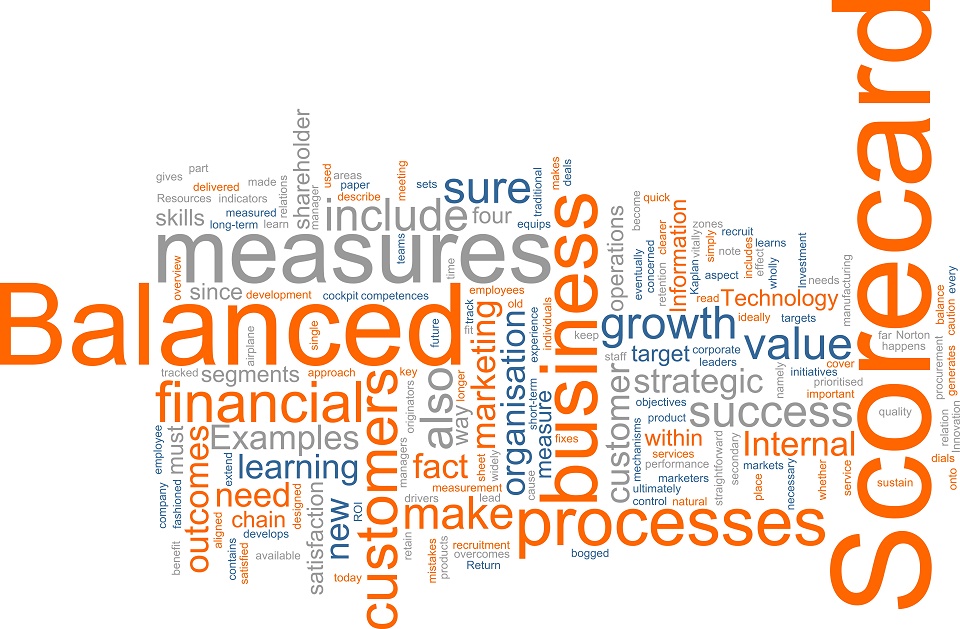 Scorecard
Balanced
measures
business
processes
customers
financial
growth
value
success
also
make
sure
include
Internal
strategic
organisation
marketing
customer
Examples
learning
need
new
fact
outcomes
Technology
Information
operations
shareholder
satisfaction
segments
since
skills
four
target
within
chain
must
way
measure
gives
part
delivered
made
Resources
indicators
relations
measured
long-term
learn
manager
used
areas
paper
describe
meeting
sets
traditional
makes
deals
equips
teams
time
overview
development
cockpit
competences
employees
old
track
fit
future
single
airplane
tracked
approach
key
longer
originators
individuals
experience
short-term
keep
staff
corporate
leaders
objectives
product
mechanisms
services
performance
marketers
ultimately
control
natural
straightforward
secondary
place
markets
necessary
whether
service
sustain
quality
important
prioritised
initiatives
cover
namely
targets
ideally
read
needs
manufacturing
Investment
wholly
effect
learns
includes
note
recruit
zones
simply
vitally
aspect
Kaplan
clearer
retention
concerned
eventually
become
quick
far
Norton
happens
balance
caution
every
procurement
generates
relation
Innovation
dials
onto
fixes
cause
widely
sheet
measurement
lead
drivers
managers
retain
mistakes
products
recruitment
overcomes
Return
bogged
today
ROI
designed
extend
develops
available
aligned
contains
satisfied
benefit
fashioned
company
employee